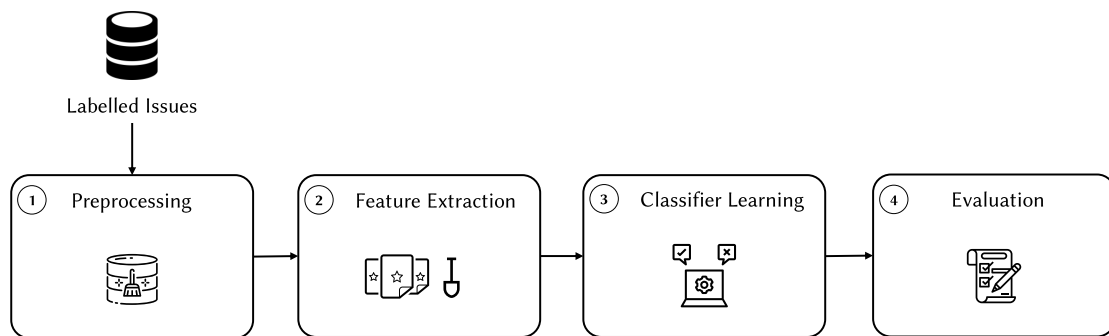 Labelled Issues
1 Preprocessing
2 Feature Extraction
3 Classifier Learning
4 Evaluation